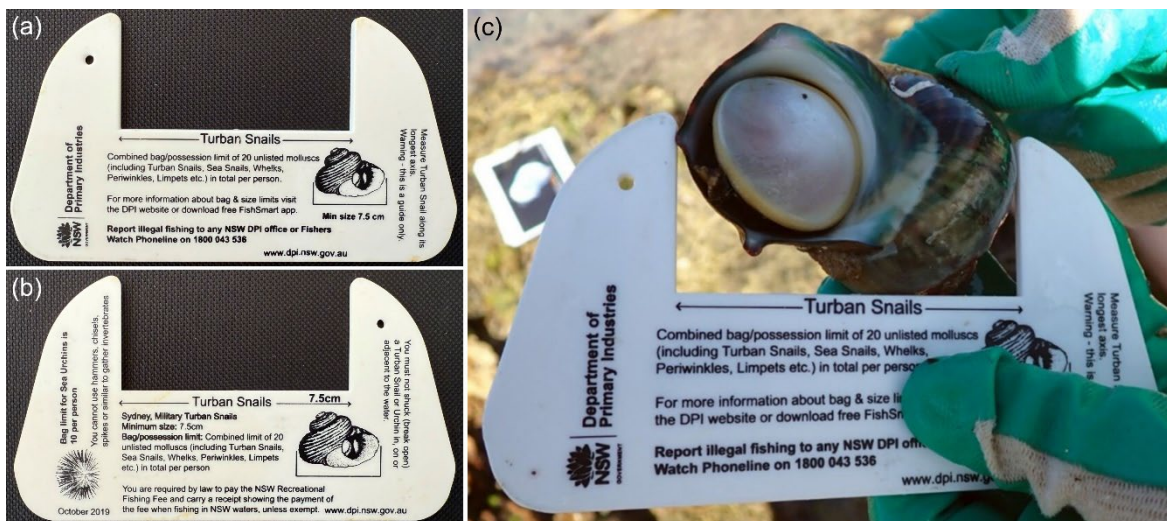 (a)
Turban Snails
Combined bag/possession limit of 20 unlisted molluscs
(including Turban Snails, Sea Snails, Whelks,
Periwinkles, Limpets etc.) in total per person.
For more information about bag & size limits visit
the DPI website or download free FishSmart app.
Min size 7.5 cm
Report illegal fishing to any NSW DPI office or Fishers
Watch Phoneline on 1800 043 536
www.dpi.nsw.gov.au
Department of
Primary Industries
NSW
GOVERNMENT
Measure Turban Snail along its
longest axis.
Warning - this is a guide only.
(b)
Bag limit for Sea Urchins is
10 per person
You cannot use hammers, chisels,
spikes or similar to gather invertebrates
Turban Snails
7.5cm
Sydney, Military Turban Snails
Minimum size: 7.5cm
Bag/possession limit: Combined limit of 20
unlisted molluscs (including Turban Snails,
Sea Snails, Whelks, Periwinkles, Limpets
etc.) in total per person
You are required by law to pay the NSW Recreational
Fishing Fee and carry a receipt showing the payment of
the fee when fishing in NSW waters, unless exempt. www.dpi.nsw.gov.au
October 2019
You must not shuck (break open)
a Turban Snail or Urchin in, on or
adjacent to the water.
(c)
Turban Snails
Combined bag/possession limit of 20 unlisted molluscs
(including Turban Snails, Sea Snails, Whelks,
Periwinkles, Limpets etc.) in total per person
For more information about bag & size li
the DPI website or download free FishSm
Report illegal fishing to any NSW DPI offi
Watch Phoneline on 1800 043 536
www.dpi.nsw.gov.au
Department of
Primary Industries
NSW
GOVERNMENT
Measure Turban
longest axis.
Warning - this is